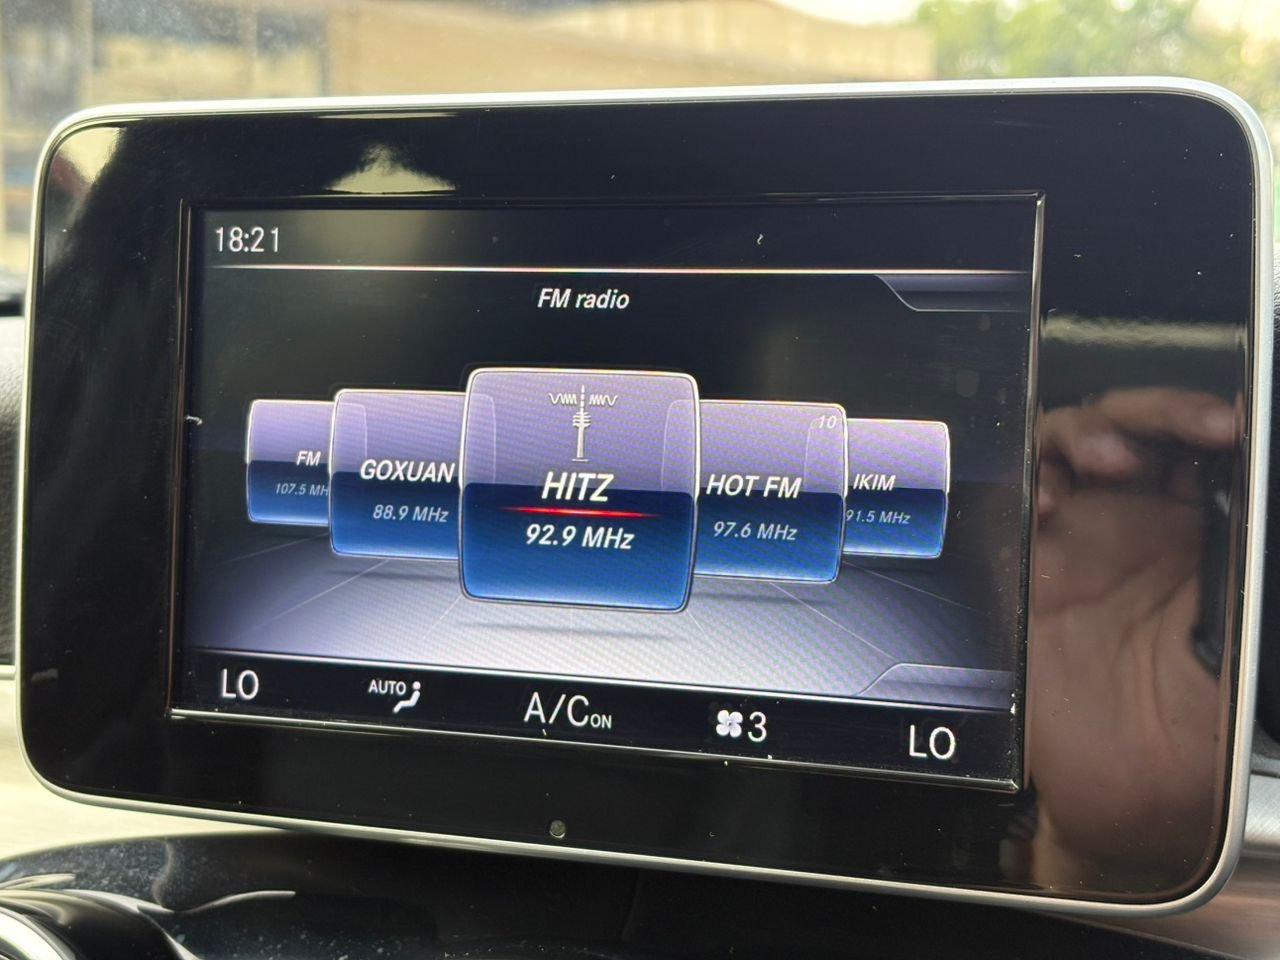 18:21
FM radio
FM
107.5 MH
GOXUAN
88.9 MHz
HITZ
92.9 MHz
10
HOT FM
97.6 MHz
IKIM
91.5 MHz
LO
AUTO
A/C ON
3
LO